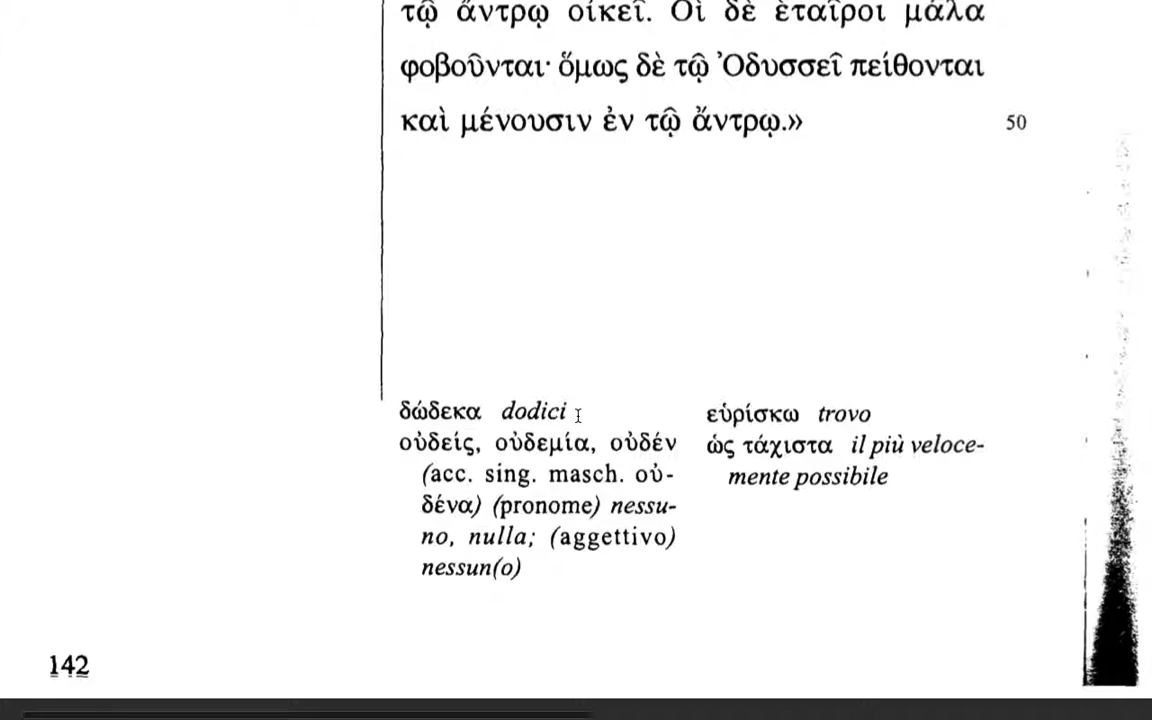 τῷ ἄντρῳ οἰκεῖ. Οἱ δὲ ἑταῖροι μάλα
φοβοῦνται· ὅμως δὲ τῷ Ὀδυσσεῖ πείθονται
καὶ μένουσιν ἐν τῷ ἄντρῳ.»
50
δώδεκα dodici
οὐδείς, οὐδεμία, οὐδέν
(acc. sing. masch. οὐ-
δένα) (pronome) nessu-
no, nulla; (aggettivo)
nessun(o)
εὑρίσκω trovo
ὡς τάχιστα il più veloce-
mente possibile
142